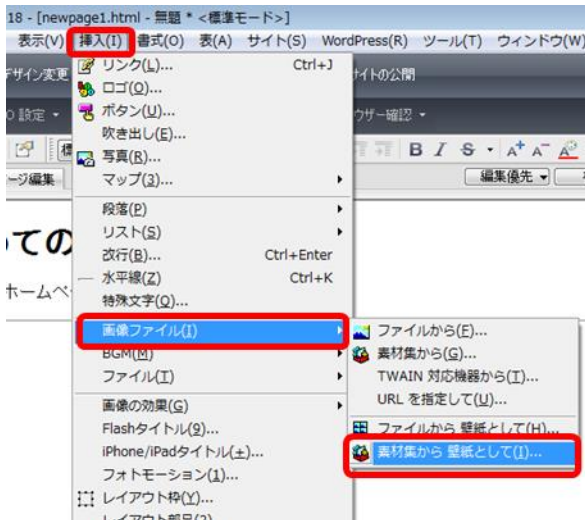 18 - [newpage1.html - 無題 * <標準モード>]
表示(V) 挿入(I) 書式(O) 表(A) サイト(S) WordPress(R) ツール(T) ウィンドウ(W)
デザイン変更
サイトの公開
設定
ウザー確認
B I S A+ A-
ージ編集
編集優先
ての
ホームペ
リンク(L)... Ctrl+J
ロゴ(O)...
ボタン(U)...
吹き出し(E)...
写真(R)...
マップ(3)...
段落(P)
リスト(S)
改行(B)... Ctrl+Enter
水平線(Z) Ctrl+K
特殊文字(Q)...
画像ファイル(I)
BGM(M)
ファイル(T)
画像の効果(G)
Flashタイトル(9)...
iPhone/iPadタイトル(±)...
フォトモーション(1)...
レイアウト枠(Y)...
レイアウト部品(2)
ファイルから(F)...
素材集から(G)...
TWAIN 対応機器から(T)...
URL を指定して(U)...
ファイルから 壁紙として(H)...
素材集から 壁紙として(I)...